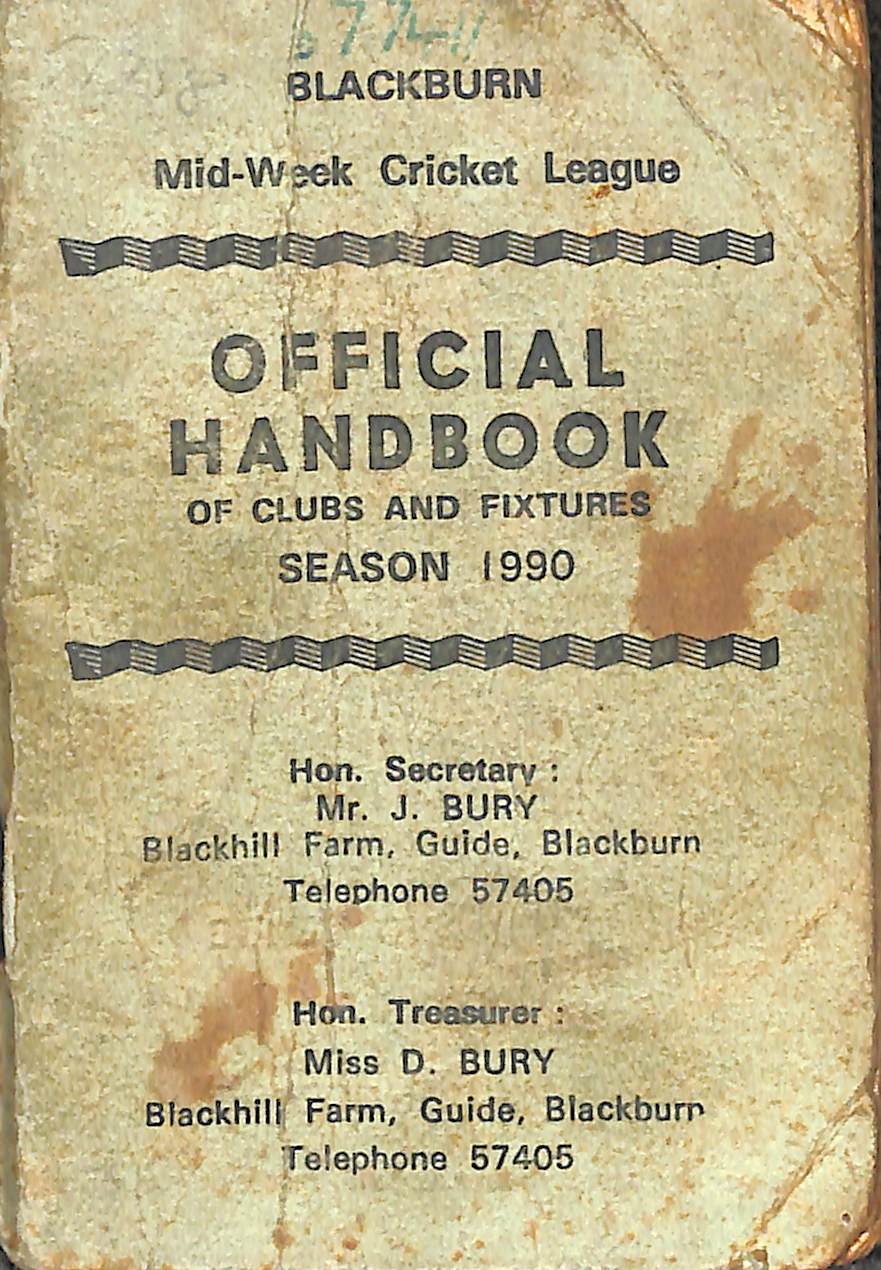 BLACKBURN
Mid-Week Cricket League
OFFICIAL
HANDBOOK
OF CLUBS AND FIXTURES
SEASON 1990
Hon. Secretary :
Mr. J. BURY
Blackhill Farm, Guide, Blackburn
Telephone 57405
Hon. Treasurer :
Miss D. BURY
Blackhill Farm, Guide, Blackburn
Telephone 57405